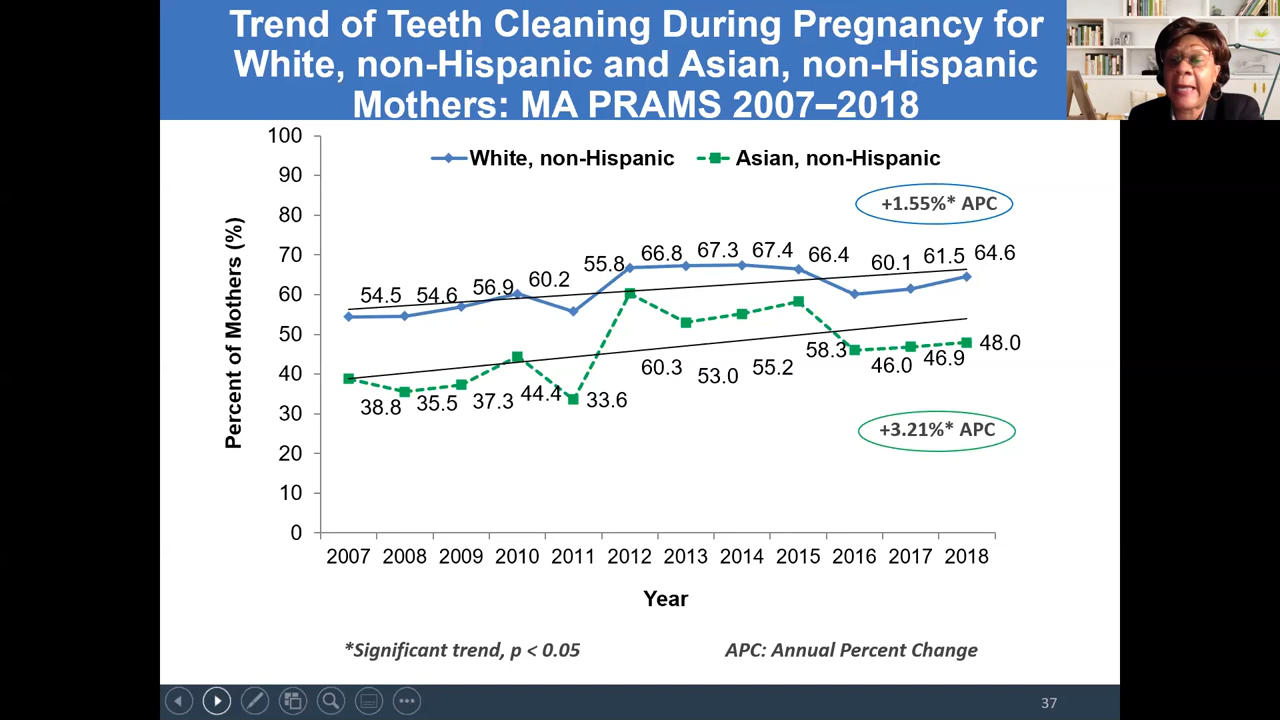 Trend of Teeth Cleaning During Pregnancy for
White, non-Hispanic and Asian, non-Hispanic
Mothers: MA PRAMS 2007–2018
100
90
80
70
60
50
40
30
20
10
0
Percent of Mothers (%)
White, non-Hispanic
Asian, non-Hispanic
+1.55%* APC
54.5 54.6 56.9 60.2 55.8 66.8 67.3 67.4 66.4 60.1 61.5 64.6
38.8 35.5 37.3 44.4 33.6 60.3 53.0 55.2 58.3 46.0 46.9 48.0
+3.21%* APC
2007 2008 2009 2010 2011 2012 2013 2014 2015 2016 2017 2018
Year
*Significant trend, p < 0.05
APC: Annual Percent Change
37